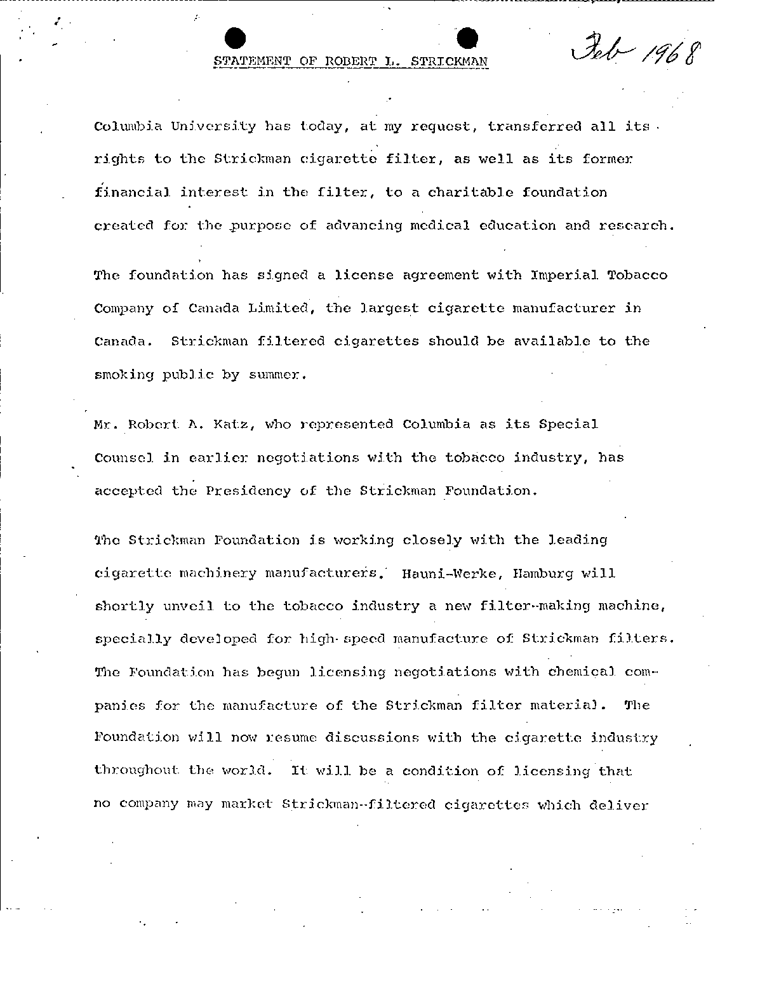 Feb 1968
STATEMENT OF ROBERT L. STRICKMAN
Columbia University has today, at my request, transferred all its
rights to the Strickman cigarette filter, as well as its former
financial interest in the filter, to a charitable foundation
created for the purpose of advancing medical education and research.
The foundation has signed a license agreement with Imperial Tobacco
Company of Canada Limited, the largest cigarette manufacturer in
Canada. Strickman filtered cigarettes should be available to the
smoking public by summer.
Mr. Robert A. Katz, who represented Columbia as its Special
Counsel in earlier negotiations with the tobacco industry, has
accepted the Presidency of the Strickman Foundation.
The Strickman Foundation is working closely with the leading
cigarette machinery manufacturers. Hauni-Werke, Hamburg will
shortly unveil to the tobacco industry a new filter-making machine,
specially developed for high-speed manufacture of Strickman filters.
The Foundation has begun licensing negotiations with chemical com-
panies for the manufacture of the Strickman filter material. The
Foundation will now resume discussions with the cigarette industry
throughout the world. It will be a condition of licensing that
no company may market Strickman-filtered cigarettes which deliver